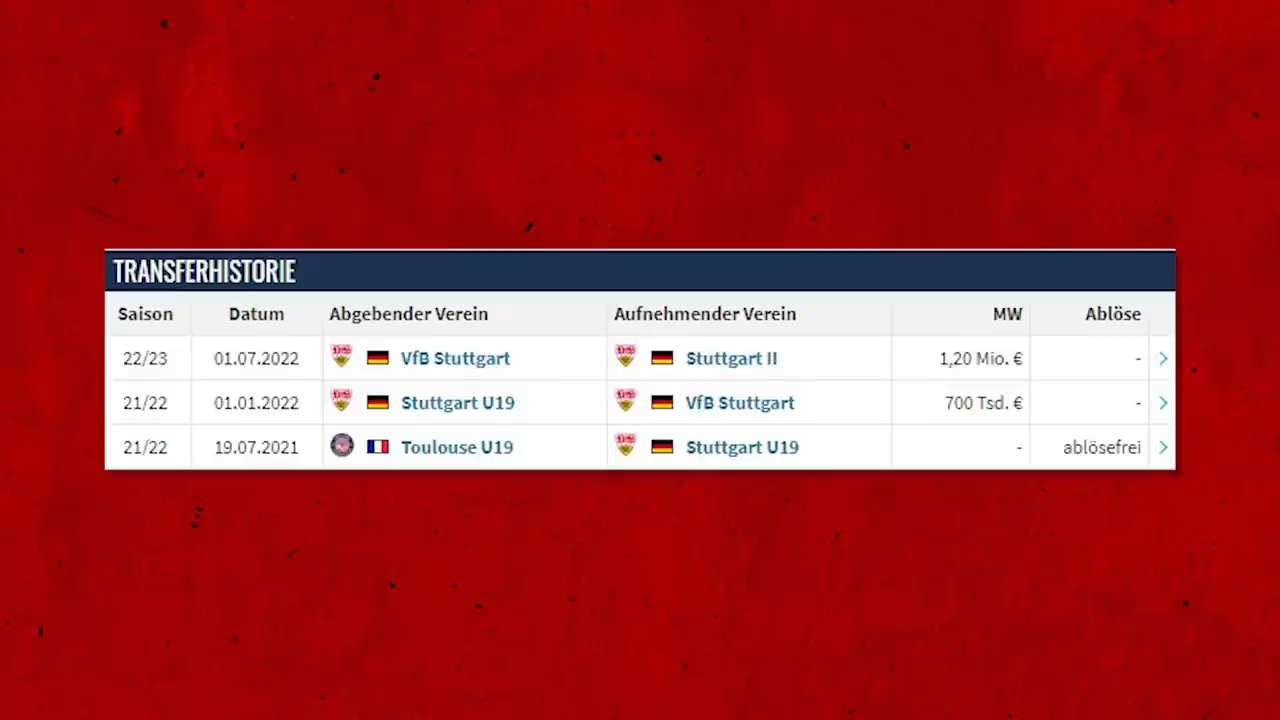 TRANSFERHISTORIE
Saison Datum Abgebender Verein Aufnehmender Verein MW Ablöse
22/23 01.07.2022 VfB Stuttgart Stuttgart II 1,20 Mio. € -
21/22 01.01.2022 Stuttgart U19 VfB Stuttgart 700 Tsd. € -
21/22 19.07.2021 Toulouse U19 Stuttgart U19 - ablösefrei